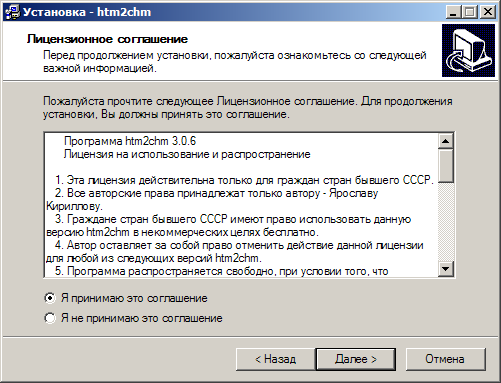 Установка - htm2chm
Лицензионное соглашение
Перед продолжением установки, пожалуйста ознакомьтесь со следующей
важной информацией.
Пожалуйста прочтите следующее Лицензионное соглашение. Для продолжения
установки, Вы должны принять это соглашение.
Программа htm2chm 3.0.6
Лицензия на использование и распространение
1. Эта лицензия действительна только для граждан стран бывшего СССР.
2. Все авторские права принадлежат только автору - Ярославу
Кириллову.
3. Граждане стран бывшего СССР имеют право использовать данную
версию htm2chm в некоммерческих целях бесплатно.
4. Автор оставляет за собой право отменить действие данной лицензии
для любой из следующих версий htm2chm.
5. Программа распространяется свободно, при условии того, что
Я принимаю это соглашение
Я не принимаю это соглашение
< Назад
Далее >
Отмена